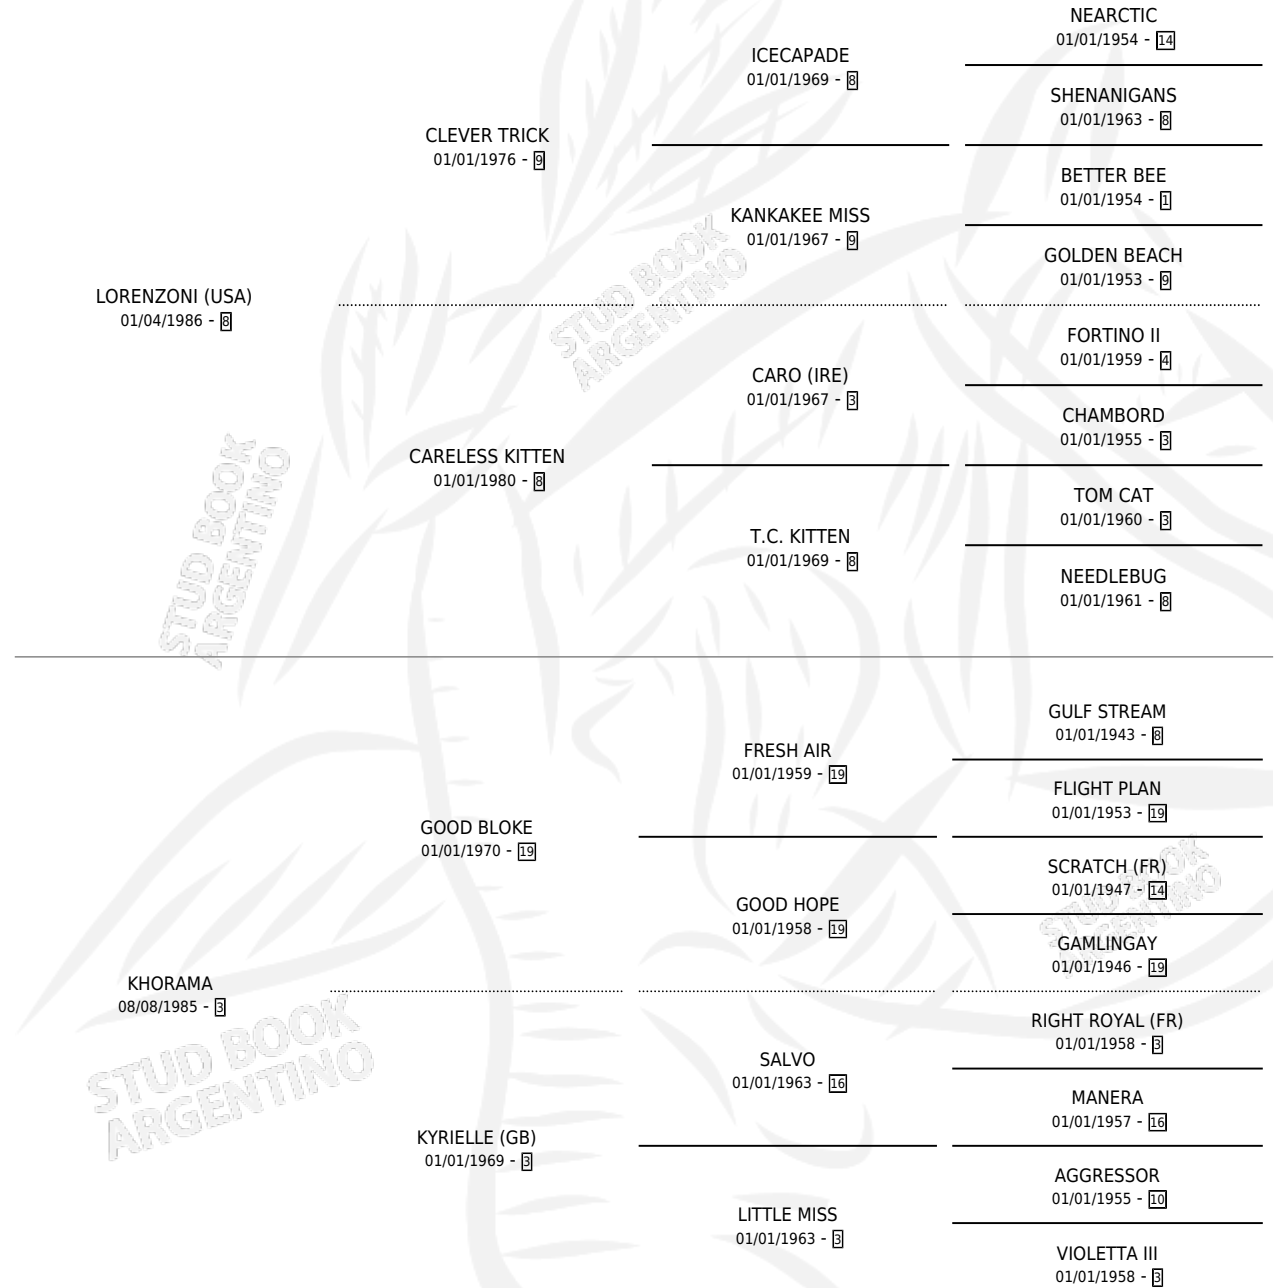 NEARCTIC
01/01/1954 - 14
ICECAPADE
01/01/1969 - 8
SHENANIGANS
01/01/1963 - 8
CLEVER TRICK
01/01/1976 - 9
BETTER BEE
01/01/1954 - 1
KANKAKEE MISS
01/01/1967 - 9
GOLDEN BEACH
01/01/1953 - 9
LORENZONI (USA)
01/04/1986 - 8
FORTINO II
01/01/1959 - 4
CARO (IRE)
01/01/1967 - 3
CHAMBORD
01/01/1955 - 3
CARELESS KITTEN
01/01/1980 - 8
TOM CAT
01/01/1960 - 3
T.C. KITTEN
01/01/1969 - 8
NEEDLEBUG
01/01/1961 - 8
GULF STREAM
01/01/1943 - 8
FRESH AIR
01/01/1959 - 19
FLIGHT PLAN
01/01/1953 - 19
GOOD BLOKE
01/01/1970 - 19
SCRATCH (FR)
01/01/1947 - 14
GOOD HOPE
01/01/1958 - 19
GAMLINGAY
01/01/1946 - 19
KHORAMA
08/08/1985 - 3
RIGHT ROYAL (FR)
01/01/1958 - 3
SALVO
01/01/1963 - 16
MANERA
01/01/1957 - 16
KYRIELLE (GB)
01/01/1969 - 3
AGGRESSOR
01/01/1955 - 10
LITTLE MISS
01/01/1963 - 3
VIOLETTA III
01/01/1958 - 3
STUD BOOK
ARGENTINO
STUD BOOK
ARGENTINO
STUD BOOK
ARGENTINO
STUD BOOK
ARGENTINO